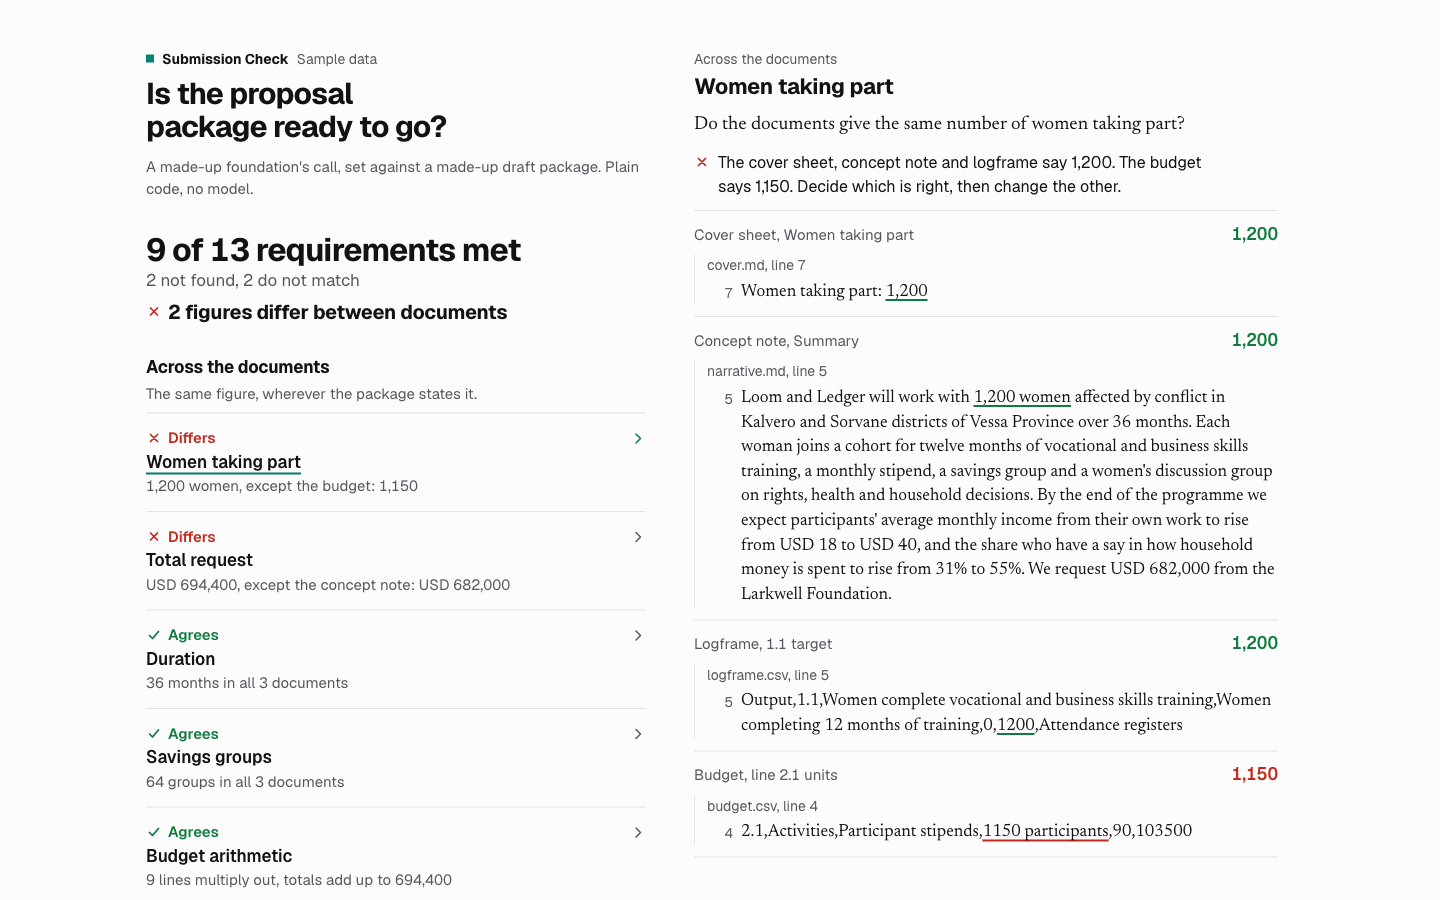 Submission Check Sample data
Is the proposal
package ready to go?
A made-up foundation's call, set against a made-up draft package. Plain
code, no model.
9 of 13 requirements met
2 not found, 2 do not match
2 figures differ between documents
Across the documents
The same figure, wherever the package states it.
Differs
Women taking part
1,200 women, except the budget: 1,150
Differs
Total request
USD 694,400, except the concept note: USD 682,000
Agrees
Duration
36 months in all 3 documents
Agrees
Savings groups
64 groups in all 3 documents
Agrees
Budget arithmetic
9 lines multiply out, totals add up to 694,400
Across the documents
Women taking part
Do the documents give the same number of women taking part?
The cover sheet, concept note and logframe say 1,200. The budget
says 1,150. Decide which is right, then change the other.
Cover sheet, Women taking part 1,200
cover.md, line 7
7 Women taking part: 1,200
Concept note, Summary 1,200
narrative.md, line 5
5 Loom and Ledger will work with 1,200 women affected by conflict in
Kalvero and Sorvane districts of Vessa Province over 36 months. Each
woman joins a cohort for twelve months of vocational and business skills
training, a monthly stipend, a savings group and a women's discussion group
on rights, health and household decisions. By the end of the programme we
expect participants' average monthly income from their own work to rise
from USD 18 to USD 40, and the share who have a say in how household
money is spent to rise from 31% to 55%. We request USD 682,000 from the
Larkwell Foundation.
Logframe, 1.1 target 1,200
logframe.csv, line 5
5 Output,1.1,Women complete vocational and business skills training,Women
completing 12 months of training,0,1200,Attendance registers
Budget, line 2.1 units 1,150
budget.csv, line 4
4 2.1,Activities,Participant stipends,1150 participants,90,103500